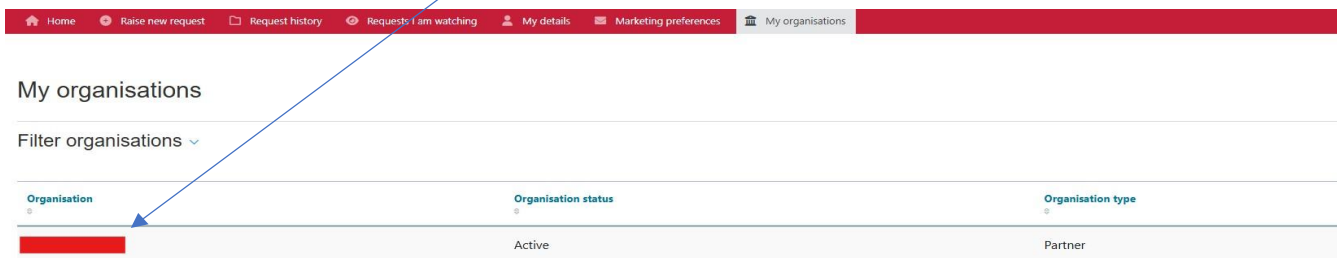 Home Raise new request Request history Requests I am watching My details Marketing preferences My organisations
My organisations
Filter organisations
Organisation Organisation status Organisation type
Active Partner